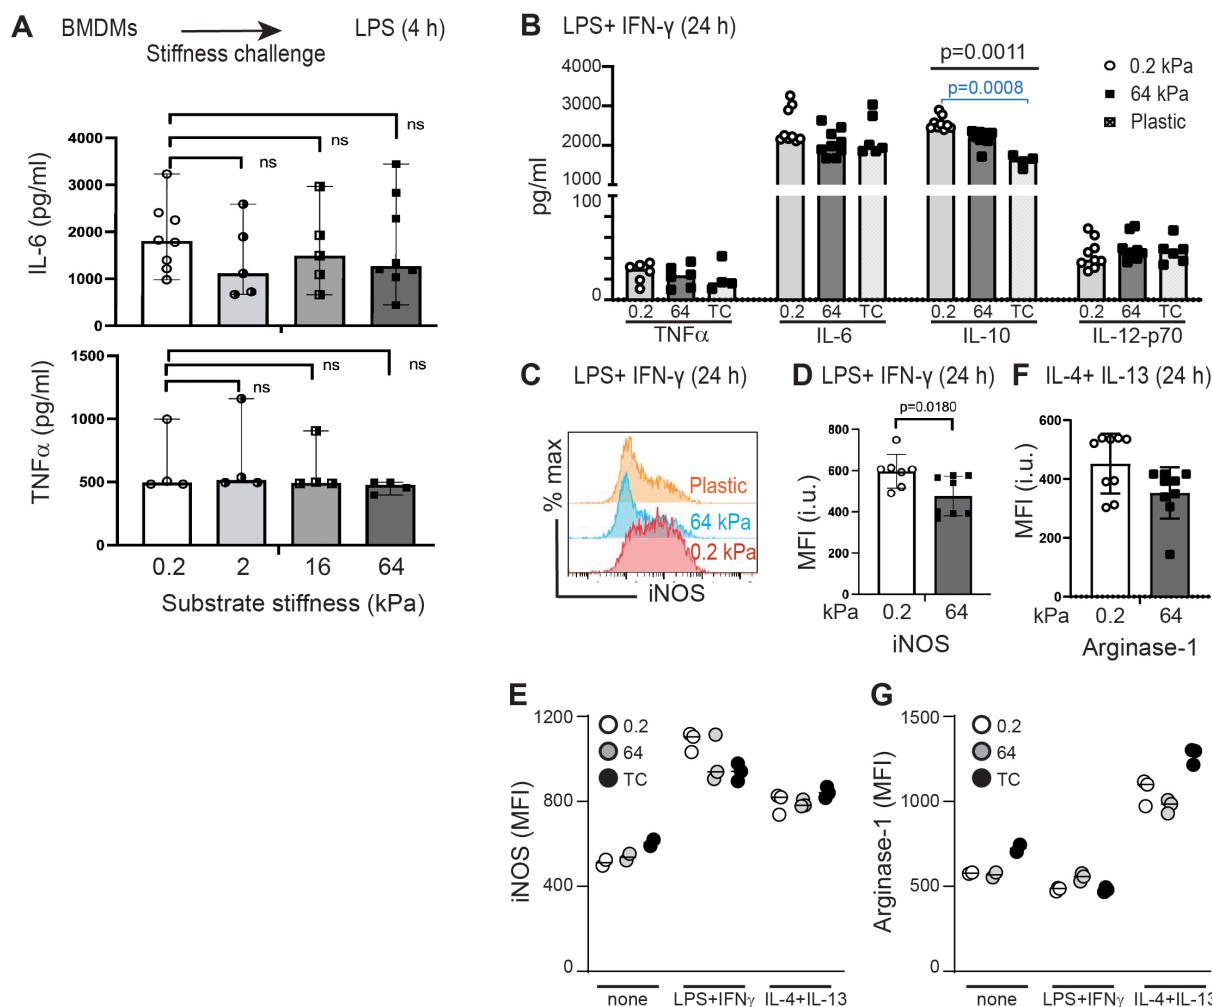 A
BMDMs
LPS (4 h)
Stiffness challenge
IL-6 (pg/ml)
4000
3000
2000
1000
0
ns
ns
ns
TNFα (pg/ml)
1500
1000
500
0
ns
ns
ns
0.2 2 16 64
Substrate stiffness (kPa)
B LPS+ IFN-γ (24 h)
pg/ml
4000
3000
2000
1000
100
0
p=0.0011
p=0.0008
0.2 kPa
64 kPa
Plastic
0.2 64 TC 0.2 64 TC 0.2 64 TC 0.2 64 TC
TNFα IL-6 IL-10 IL-12-p70
C LPS+ IFN-γ (24 h)
% max
Plastic
64 kPa
0.2 kPa
iNOS
D LPS+ IFN-γ (24 h)
p=0.0180
MFI (i.u.)
800
600
400
600
0
kPa 0.2 64
iNOS
F IL-4+ IL-13 (24 h)
MFI (i.u.)
600
400
600
0
kPa 0.2 64
Arginase-1
E
iNOS (MFI)
1200
800
400
0
0.2
64
TC
none LPS+IFNγ IL-4+IL-13
G
Arginase-1 (MFI)
1500
1000
500
0
0.2
64
TC
none LPS+IFNγ IL-4+IL-13